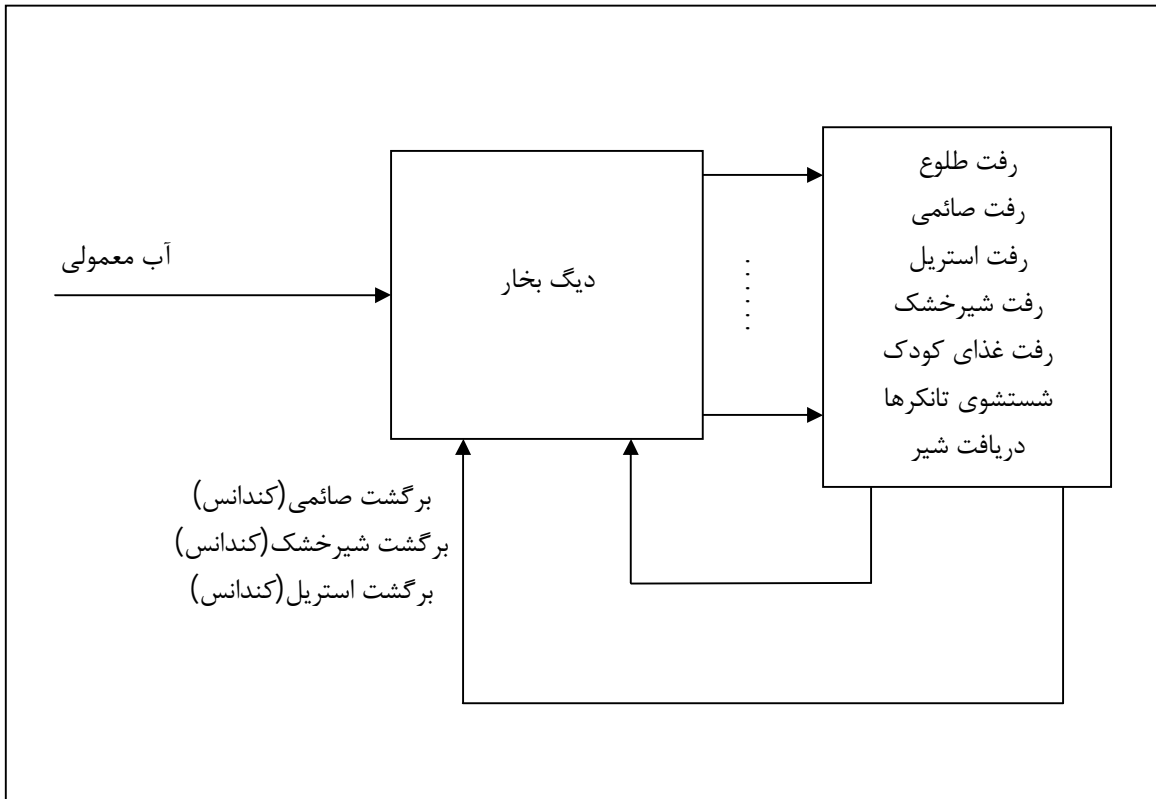 رفت طلوع
رفت صائمی
رفت استریل
رفت شیرخشک
رفت غذای کودک
شستشوی تانکرها
دریافت شیر
دیگ بخار
آب معمولی
برگشت صائمی(کندانس)
برگشت شیرخشک(کندانس)
برگشت استریل(کندانس)